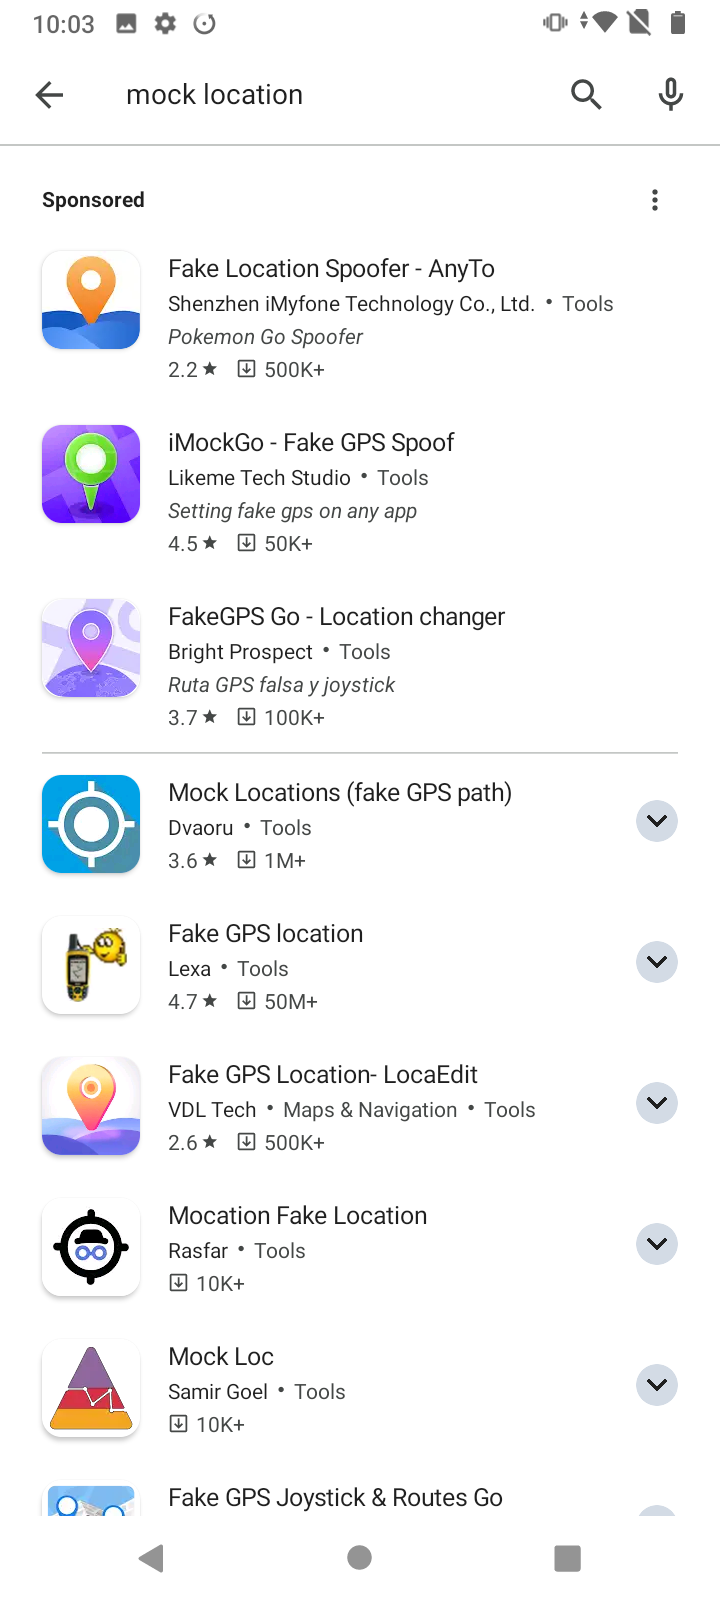 10:03
mock location
Sponsored
Fake Location Spoofer - AnyTo
Shenzhen iMyfone Technology Co., Ltd. • Tools
Pokemon Go Spoofer
2.2★ 500K+
iMockGo - Fake GPS Spoof
Likeme Tech Studio • Tools
Setting fake gps on any app
4.5★ 50K+
FakeGPS Go - Location changer
Bright Prospect • Tools
Ruta GPS falsa y joystick
3.7★ 100K+
Mock Locations (fake GPS path)
Dvaoru • Tools
3.6★ 1M+
Fake GPS location
Lexa • Tools
4.7★ 50M+
Fake GPS Location- LocaEdit
VDL Tech • Maps & Navigation • Tools
2.6★ 500K+
Mocation Fake Location
Rasfar • Tools
10K+
Mock Loc
Samir Goel • Tools
10K+
Fake GPS Joystick & Routes Go